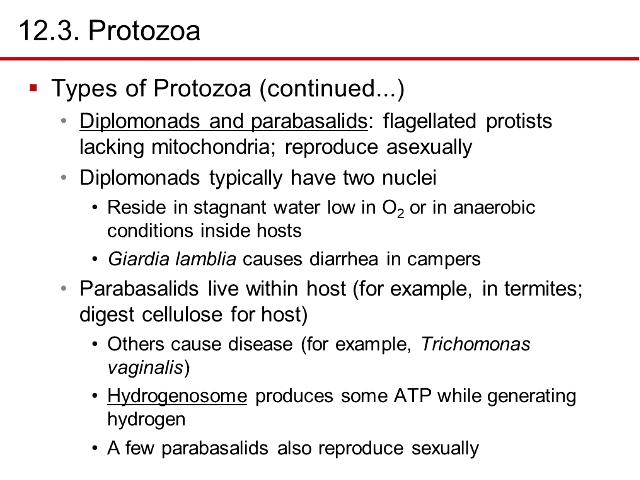 12.3. Protozoa
▪ Types of Protozoa (continued...)
• Diplomonads and parabasalids: flagellated protists
lacking mitochondria; reproduce asexually
• Diplomonads typically have two nuclei
• Reside in stagnant water low in O2 or in anaerobic
conditions inside hosts
• Giardia lamblia causes diarrhea in campers
• Parabasalids live within host (for example, in termites;
digest cellulose for host)
• Others cause disease (for example, Trichomonas
vaginalis)
• Hydrogenosome produces some ATP while generating
hydrogen
• A few parabasalids also reproduce sexually